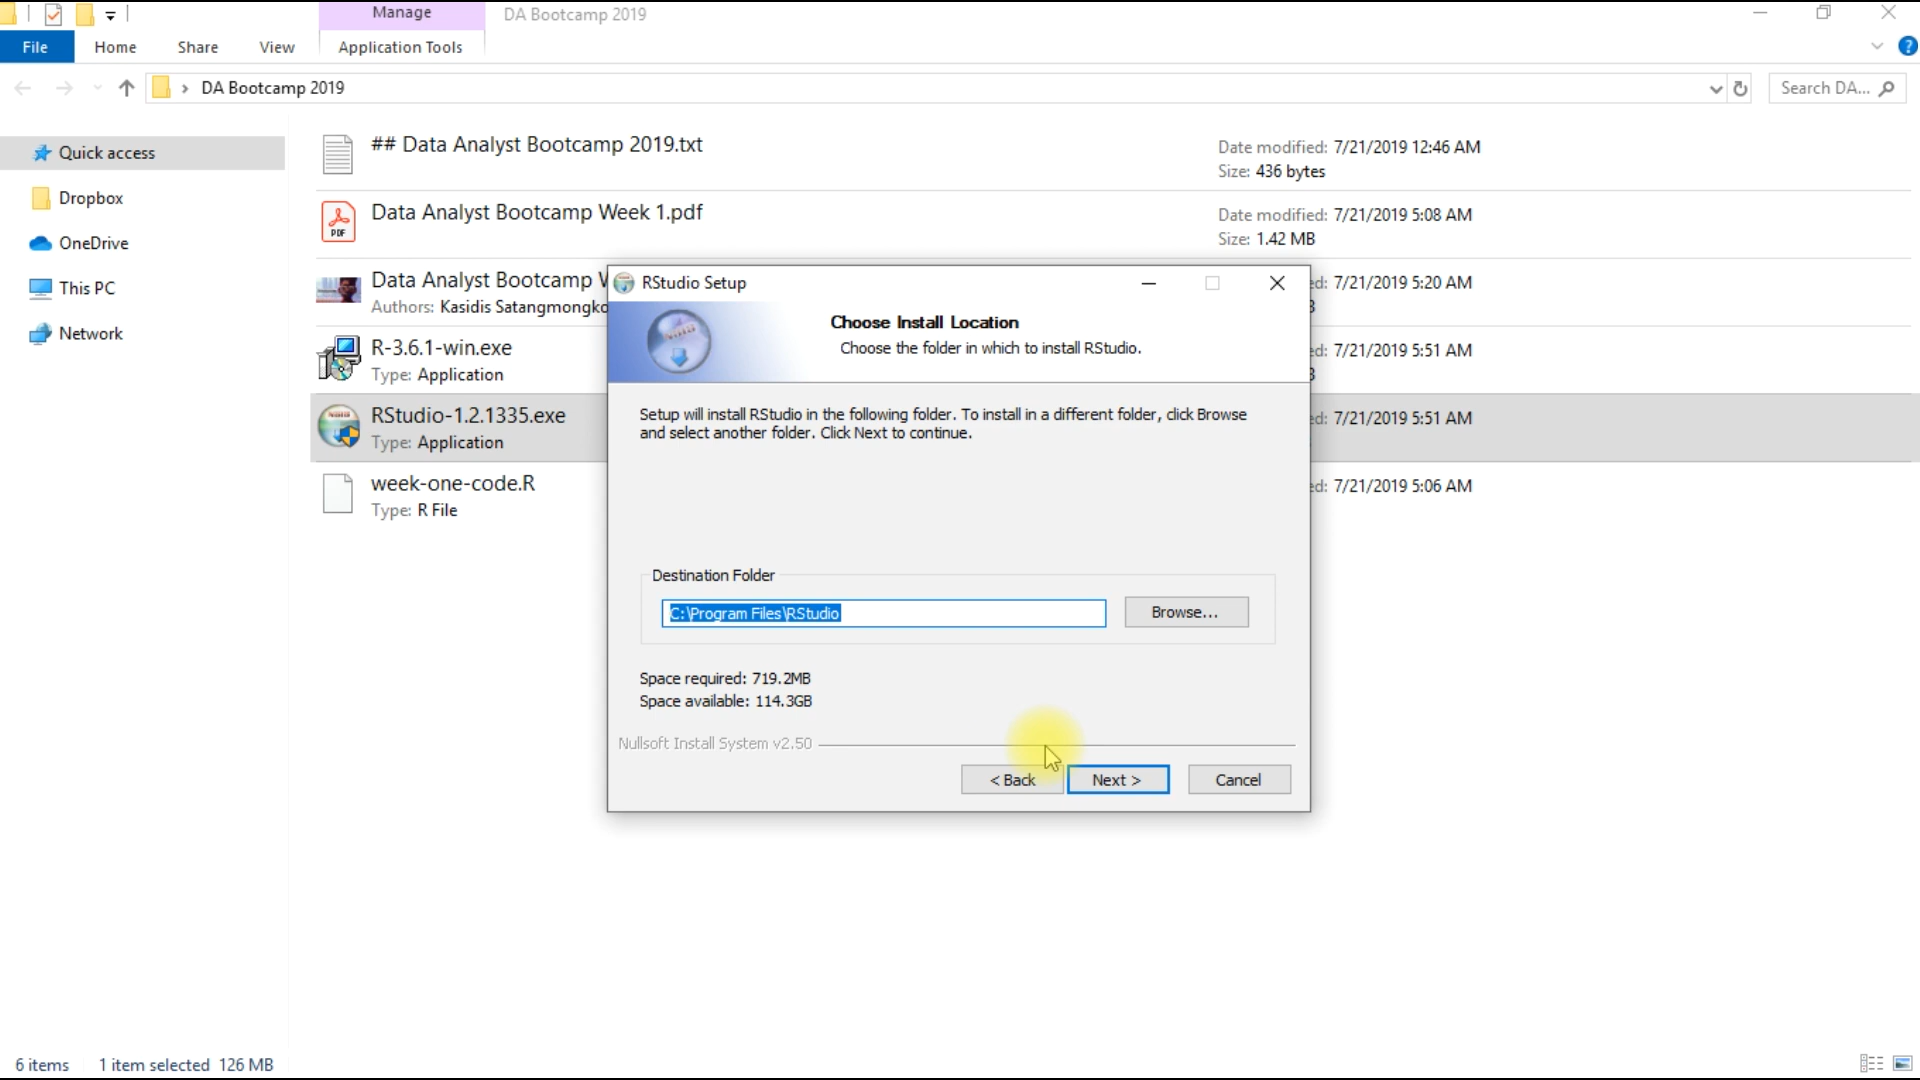 Manage
DA Bootcamp 2019
File
Home
Share
View
Application Tools
DA Bootcamp 2019
Search DA...
Quick access
Dropbox
OneDrive
This PC
Network
## Data Analyst Bootcamp 2019.txt
Date modified: 7/21/2019 12:46 AM
Size: 436 bytes
Data Analyst Bootcamp Week 1.pdf
Date modified: 7/21/2019 5:08 AM
Size: 1.42 MB
PDF
Data Analyst Bootcamp
Authors: Kasidis Satangmongko
ed: 7/21/2019 5:20 AM
R-3.6.1-win.exe
Type: Application
ed: 7/21/2019 5:51 AM
RStudio-1.2.1335.exe
Type: Application
ed: 7/21/2019 5:51 AM
week-one-code.R
Type: R File
ed: 7/21/2019 5:06 AM
RStudio Setup
Choose Install Location
Choose the folder in which to install RStudio.
Setup will install RStudio in the following folder. To install in a different folder, click Browse
and select another folder. Click Next to continue.
Destination Folder
C:\Program Files\RStudio
Browse...
Space required: 719.2MB
Space available: 114.3GB
Nullsoft Install System v2.50
< Back
Next >
Cancel
6 items
1 item selected 126 MB